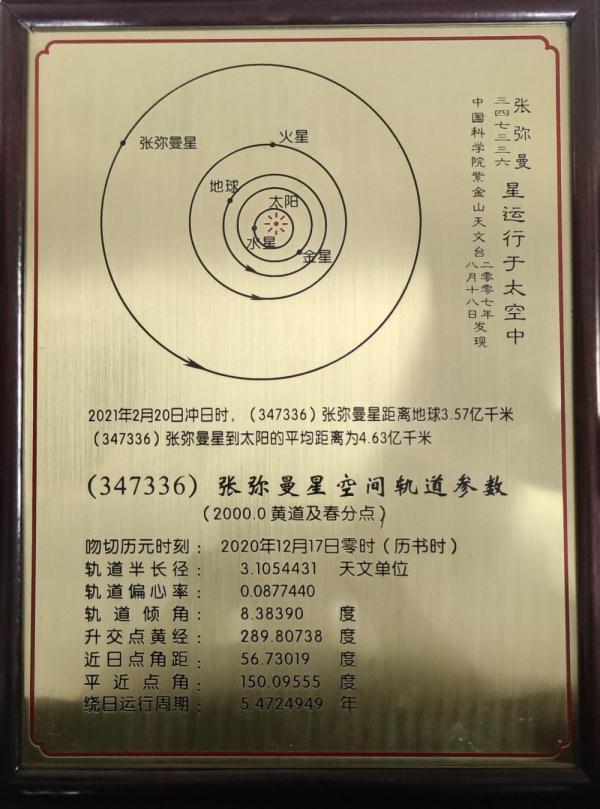 张弥曼 星运行于太空中
三四七三三六
中国科学院紫金山天文台二零零七年八月十八日发现
张弥曼星
火星
地球
太阳
水星
金星
2021年2月20日冲日时，（347336）张弥曼星距离地球3.57亿千米
（347336）张弥曼星到太阳的平均距离为4.63亿千米
(347336) 张弥曼星空间轨道参数
（2000.0 黄道及春分点）
吻切历元时刻： 2020年12月17日零时（历书时）
轨道半长径： 3.1054431 天文单位
轨道偏心率： 0.0877440
轨道倾角： 8.38390 度
升交点黄经： 289.80738 度
近日点角距： 56.73019 度
平近点角： 150.09555 度
绕日运行周期： 5.4724949 年